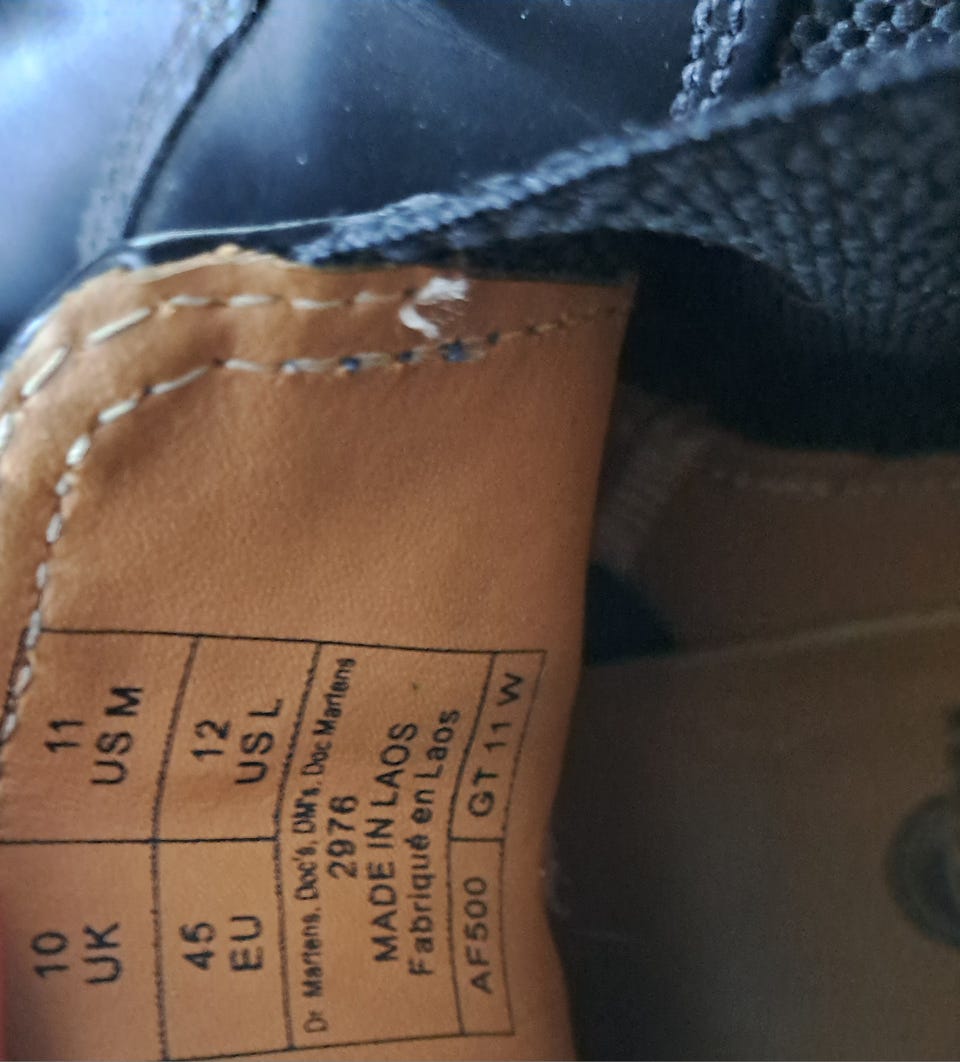 10 UK
11 US M
45 EU
12 US L
Dr Martens, Doc's, DM's, Doc Martens
2976
MADE IN LAOS
Fabriqué en Laos
AF500
GT 11 W